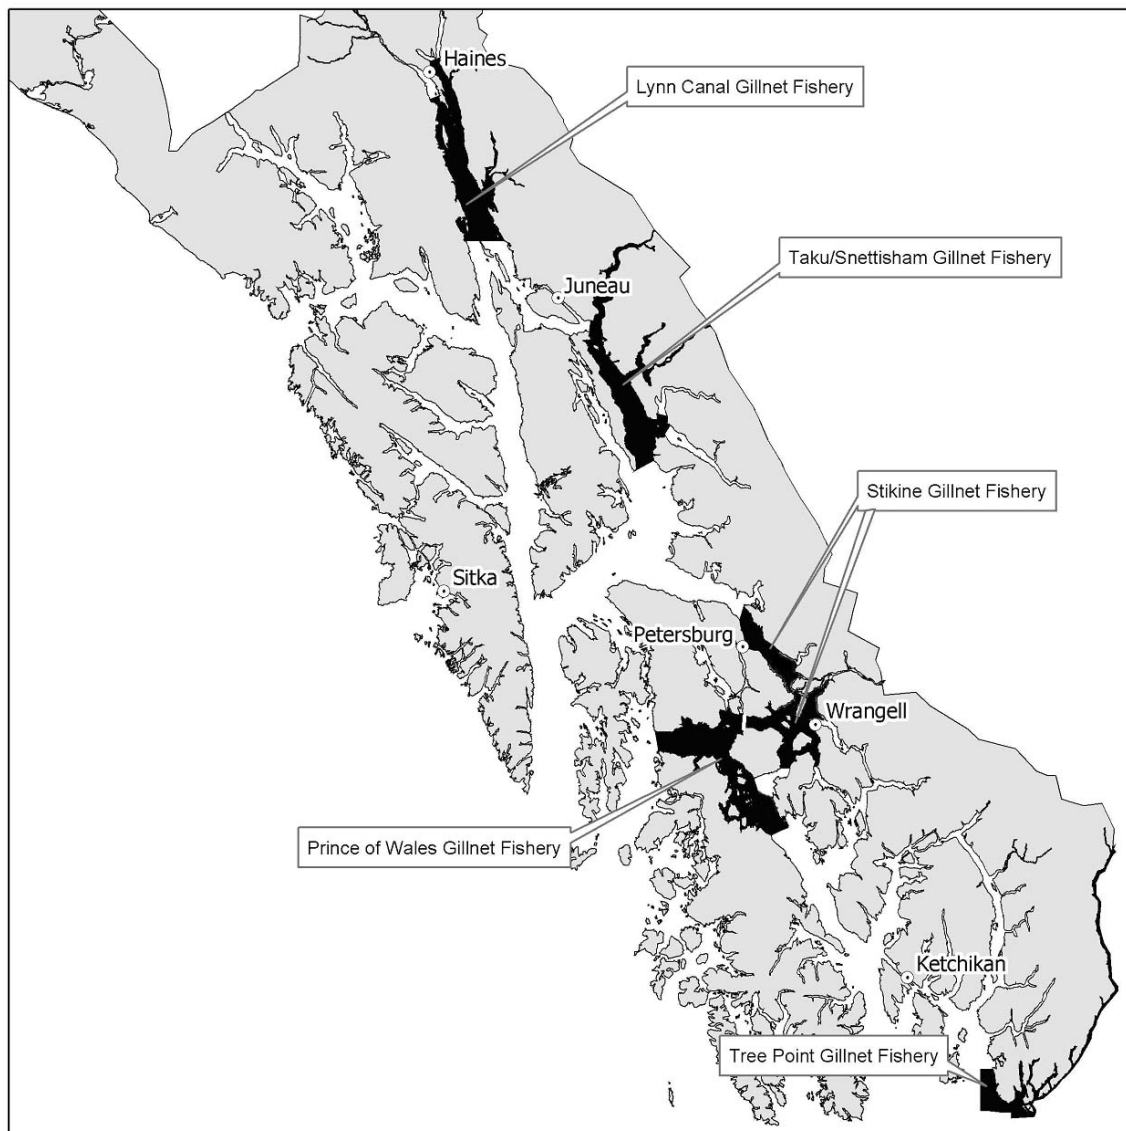 Haines
Lynn Canal Gillnet Fishery
Taku/Snettisham Gillnet Fishery
Juneau
Stikine Gillnet Fishery
Sitka
Petersburg
Wrangell
Prince of Wales Gillnet Fishery
Ketchikan
Tree Point Gillnet Fishery